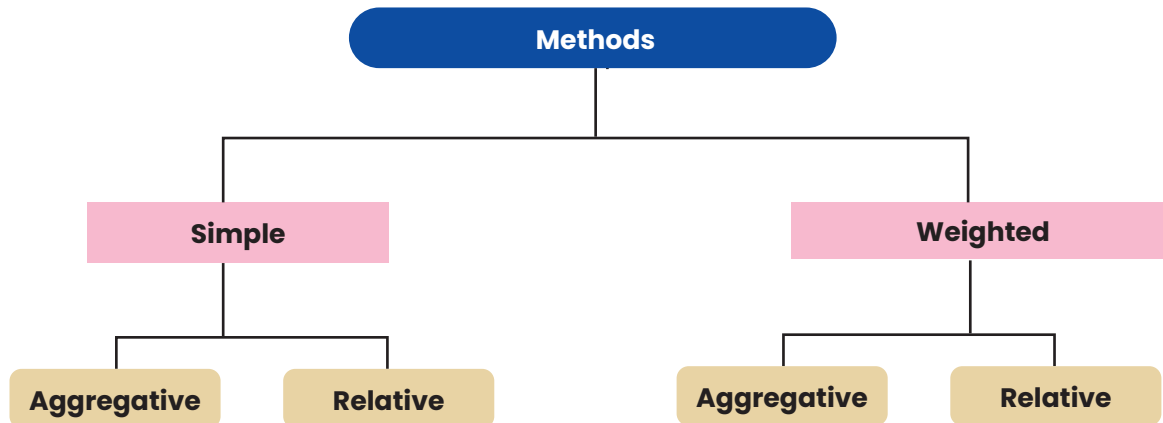 Methods
Simple
Weighted
Aggregative
Relative
Aggregative
Relative